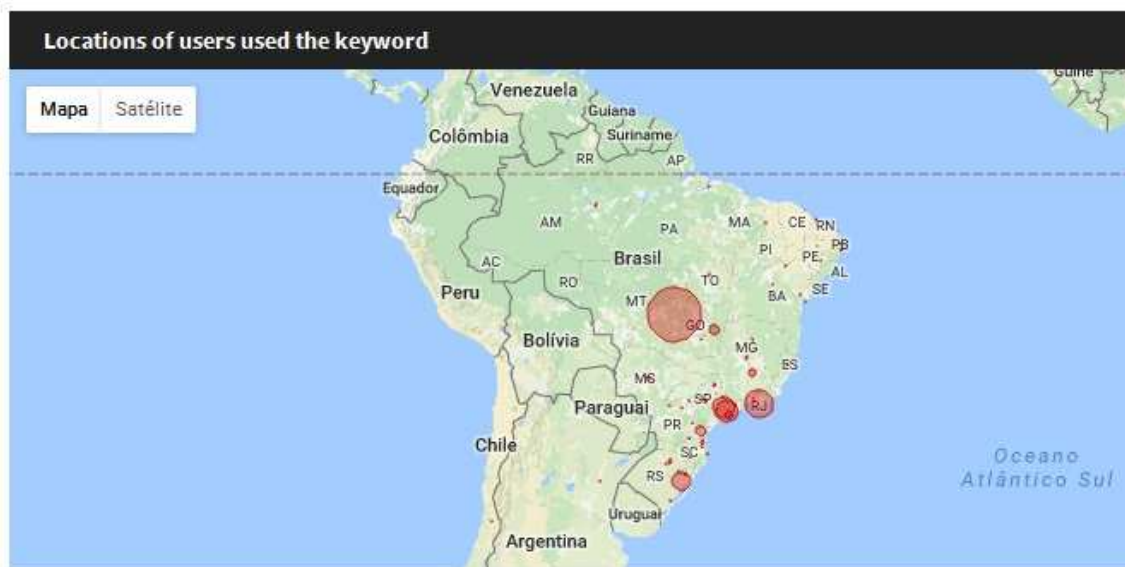 Locations of users used the keyword
Guiné
Mapa Satélite
Venezuela
Guiana
Suriname
Colômbia
RR
AP
Equador
AM
PA
MA
CE
RN
PI
PE
PB
Brasil
AC
RO
TO
AL
SE
BA
Peru
MT
GO
Bolívia
MG
ES
MS
SP
RJ
Paraguai
PR
Chile
SC
RS
Oceano
Atlântico Sul
Uruguai
Argentina